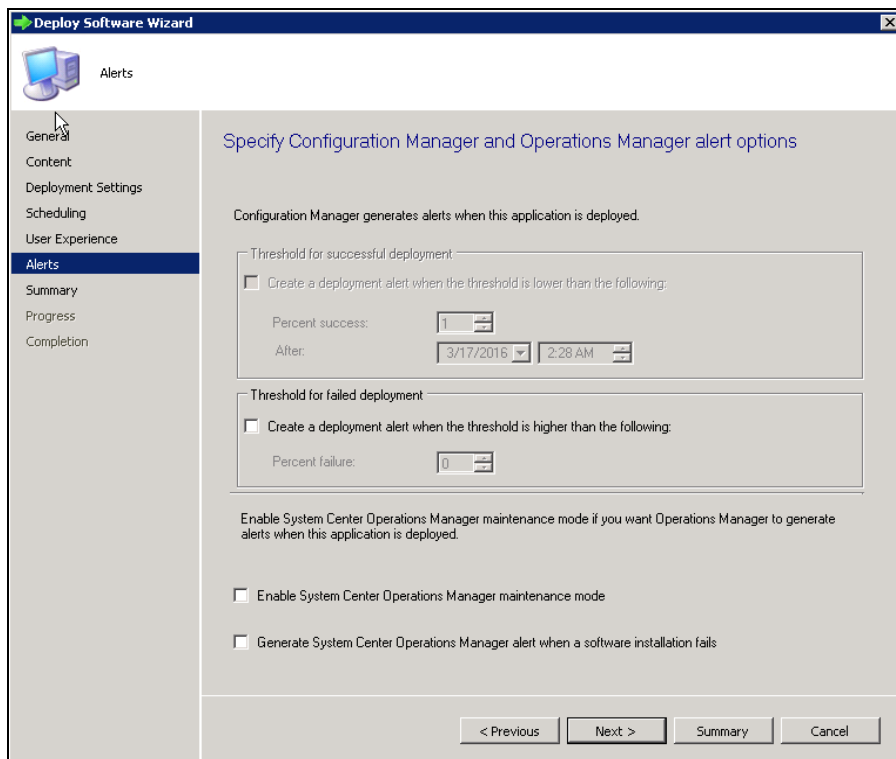 Deploy Software Wizard
Alerts
General
Content
Deployment Settings
Scheduling
User Experience
Alerts
Summary
Progress
Completion
Specify Configuration Manager and Operations Manager alert options
Configuration Manager generates alerts when this application is deployed.
Threshold for successful deployment
Create a deployment alert when the threshold is lower than the following:
Percent success: 1
After: 3/17/2016 2:28 AM
Threshold for failed deployment
Create a deployment alert when the threshold is higher than the following:
Percent failure: 0
Enable System Center Operations Manager maintenance mode if you want Operations Manager to generate
alerts when this application is deployed.
Enable System Center Operations Manager maintenance mode
Generate System Center Operations Manager alert when a software installation fails
< Previous Next > Summary Cancel